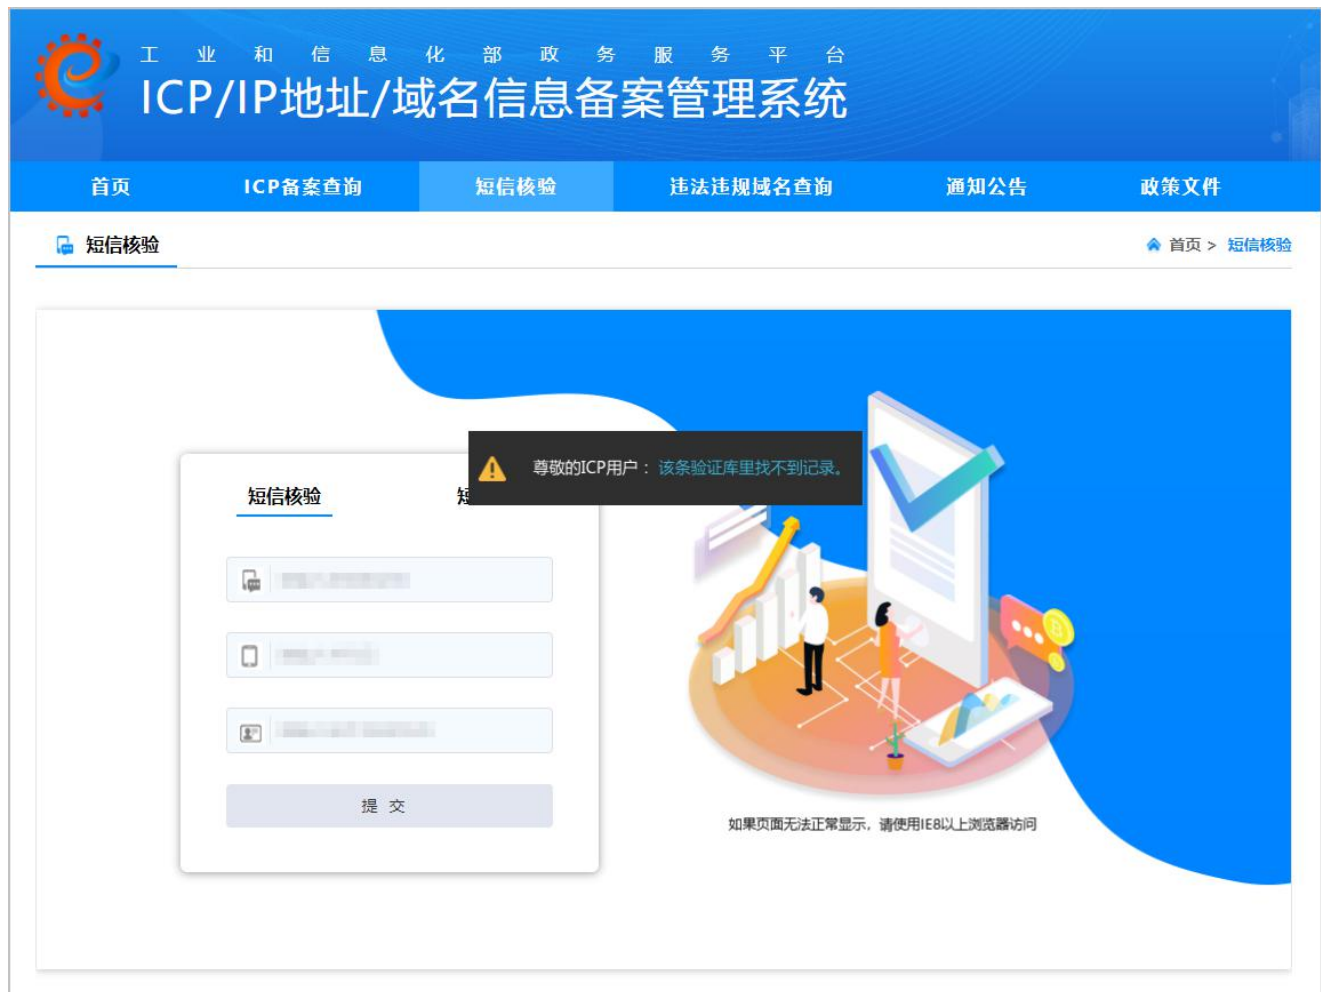 工业和信息化部政务服务平台
ICP/IP地址/域名信息备案管理系统
首页 ICP备案查询 短信核验 违法违规域名查询 通知公告 政策文件
短信核验
首页 > 短信核验
尊敬的ICP用户： 该条验证库里找不到记录。
短信核验
提 交
如果页面无法正常显示，请使用IE8以上浏览器访问